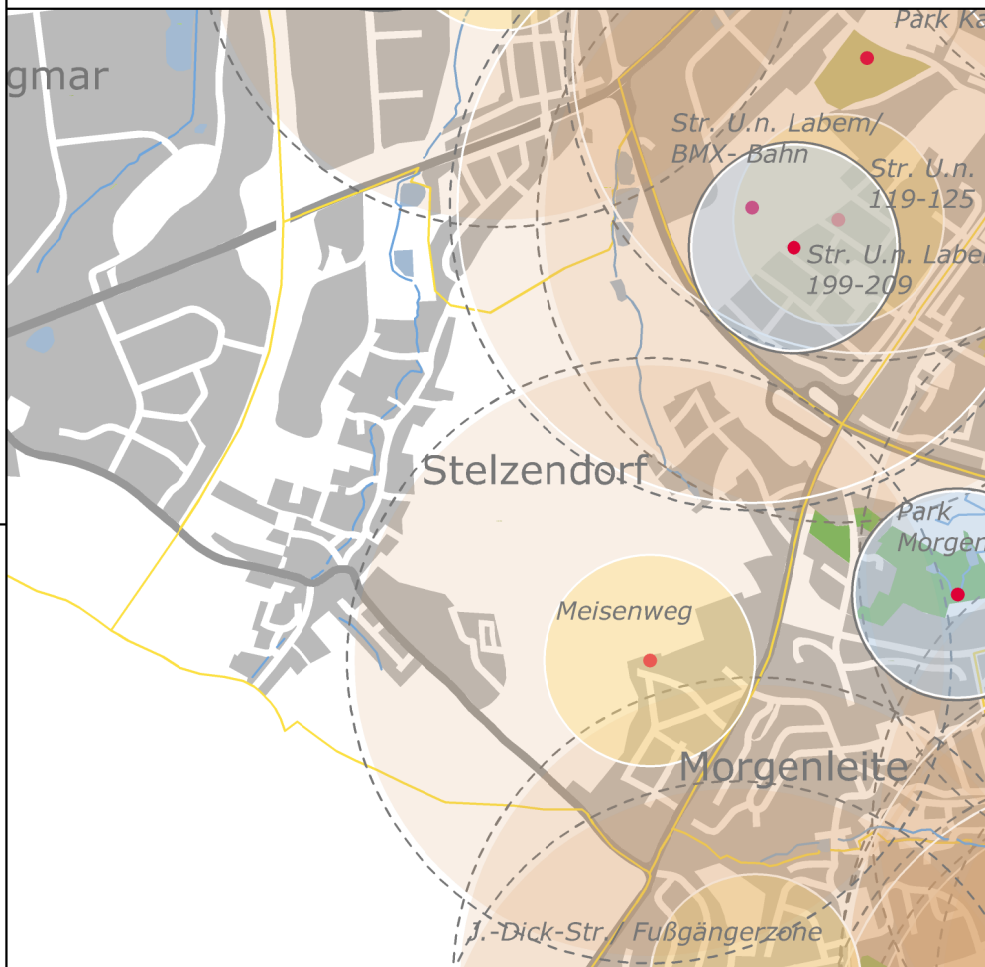 Park Ka
gmar
Str. U.n. Labem/
BMX- Bahn
Str. U.n.
119-125
Str. U.n. Labe
199-209
Stelzendorf
Park
Morgen
Meisenweg
Morgenleite
J.-Dick-Str./ Fußgängerzone